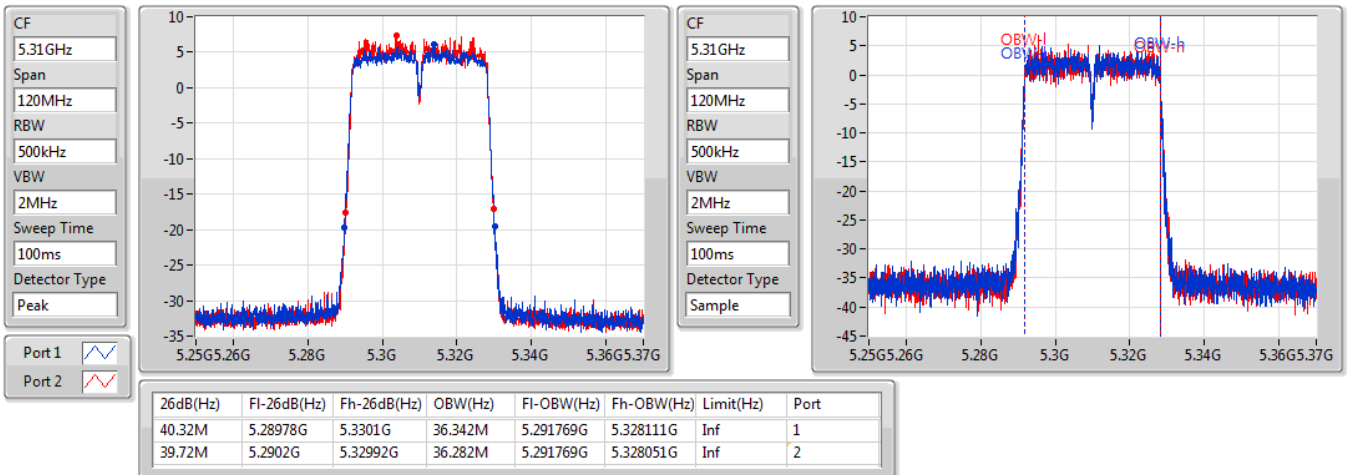 CF
5.31GHz
Span
120MHz
RBW
500kHz
VBW
2MHz
Sweep Time
100ms
Detector Type
Peak
10
5
0
-5
-10
-15
-20
-25
-30
-35
5.25G5.26G 5.28G 5.3G 5.32G 5.34G 5.36G5.37G
CF
5.31GHz
Span
120MHz
RBW
500kHz
VBW
2MHz
Sweep Time
100ms
Detector Type
Sample
10
5
0
-5
-10
-15
-20
-25
-30
-35
-40
-45
OBW-l
OBW-h
5.25G5.26G 5.28G 5.3G 5.32G 5.34G 5.36G5.37G
Port 1
Port 2
26dB(Hz) Fl-26dB(Hz) Fh-26dB(Hz) OBW(Hz) Fl-OBW(Hz) Fh-OBW(Hz) Limit(Hz) Port
40.32M 5.28978G 5.3301G 36.342M 5.291769G 5.328111G Inf 1
39.72M 5.2902G 5.32992G 36.282M 5.291769G 5.328051G Inf 2